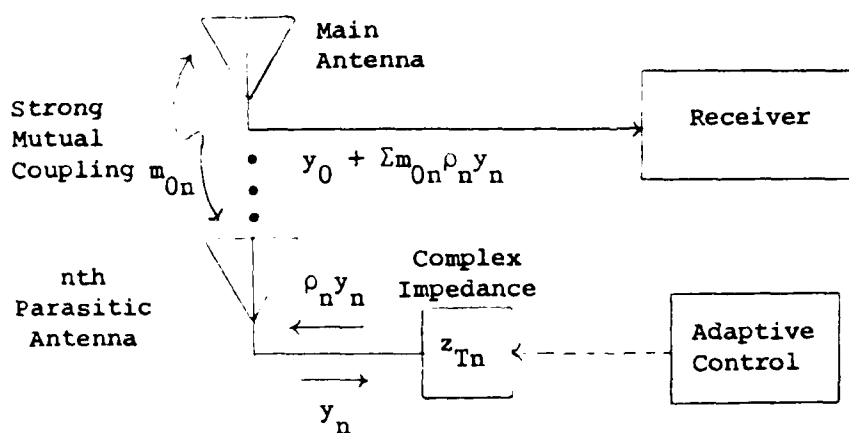 Main
Antenna
Strong
Mutual
Coupling m0n
Receiver
y0 + Σm0nρnyn
nth
Parasitic
Antenna
ρnyn
Complex
Impedance
zTn
Adaptive
Control
yn